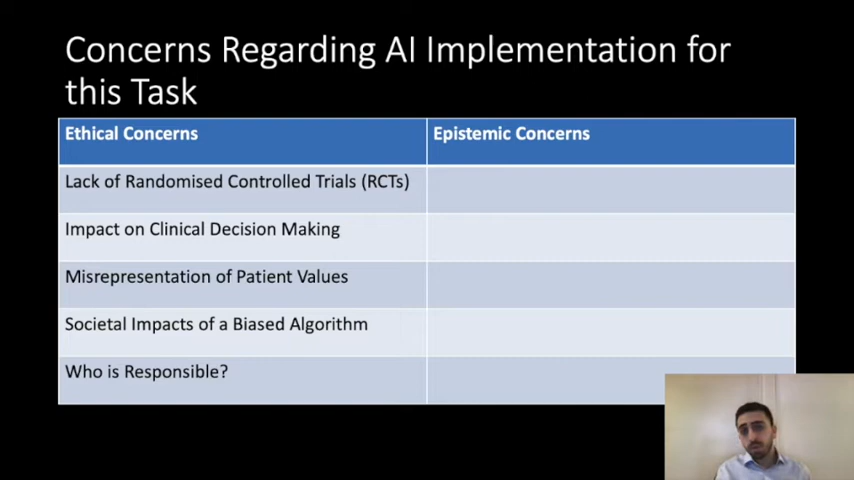 Concerns Regarding AI Implementation for
this Task
Ethical Concerns
Epistemic Concerns
Lack of Randomised Controlled Trials (RCTs)
Impact on Clinical Decision Making
Misrepresentation of Patient Values
Societal Impacts of a Biased Algorithm
Who is Responsible?